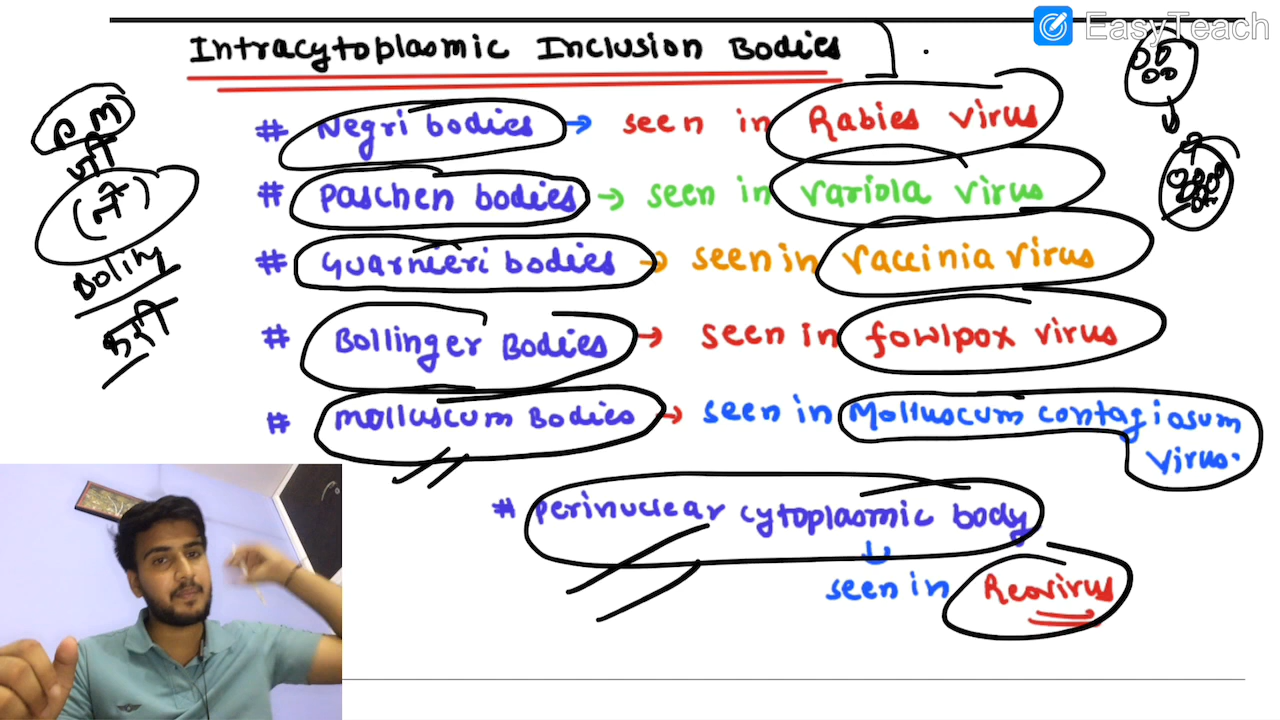 EasyTeach
Intracytoplasmic Inclusion Bodies
# Negri bodies → seen in Rabies virus
# Paschen bodies → seen in variola virus
# Guarnieri bodies → seen in vaccinia virus
# Bollinger Bodies → seen in fowlpox virus
# Molluscum Bodies → seen in Molluscum contagiosum
virus.
# perinuclear cytoplasmic body
↓
seen in Reovirus
P M
जी